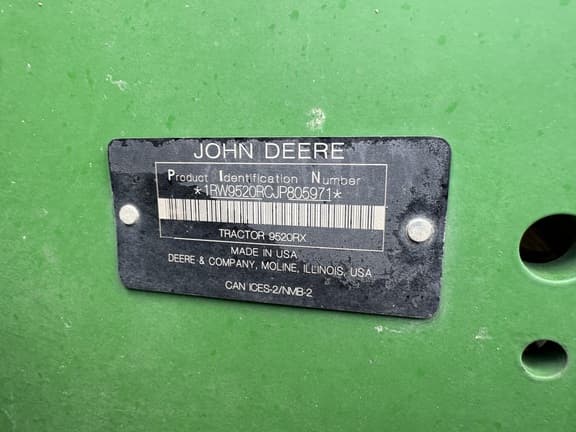 JOHN DEERE
Product Identification Number
*1RW9520RCJP805971*
TRACTOR 9520RX
MADE IN USA
DEERE & COMPANY, MOLINE, ILLINOIS, USA
CAN ICES-2/NMB-2